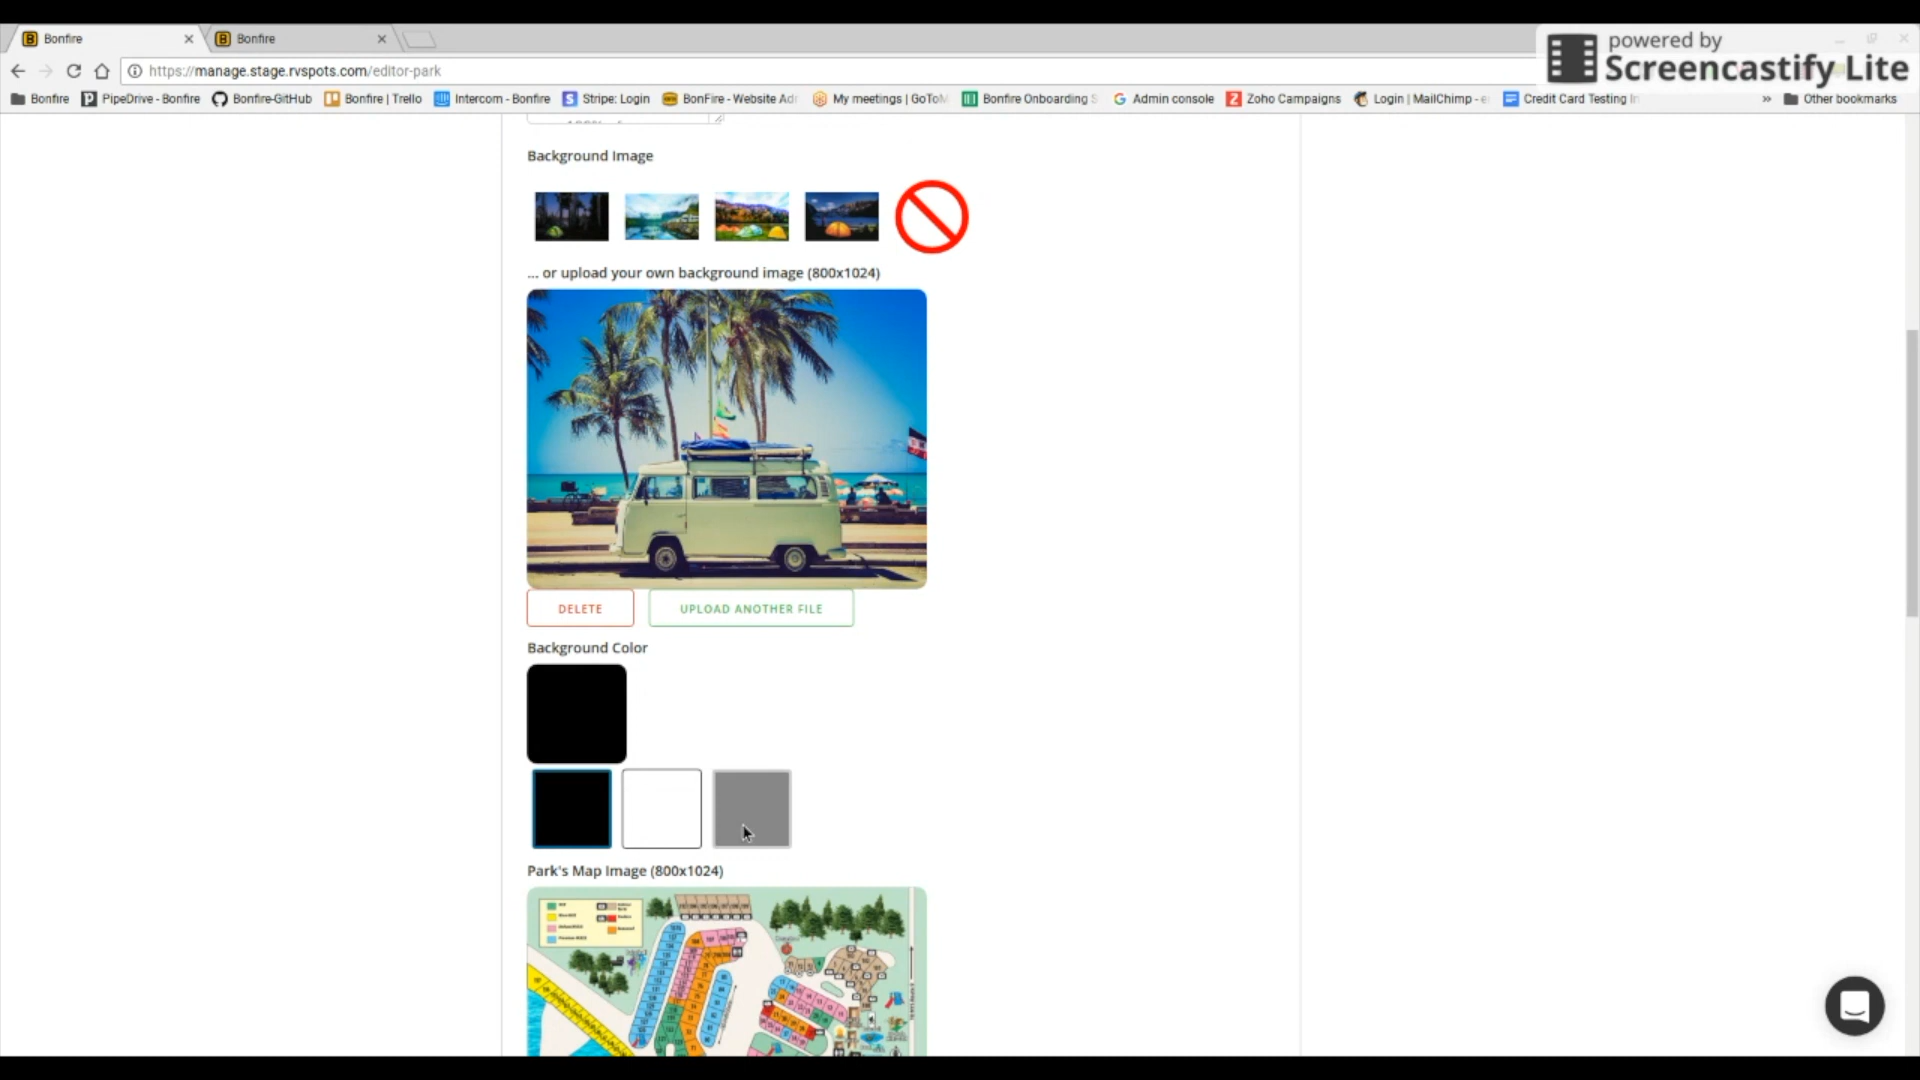 Bonfire
Bonfire
powered by
Screencastify Lite
https://manage.stage.rvspots.com/editor-park
Bonfire
PipeDrive - Bonfire
Bonfire-GitHub
Bonfire | Trello
Intercom - Bonfire
Stripe: Login
BonFire - Website Ad
My meetings | GoToM
Bonfire Onboarding S
Admin console
Zoho Campaigns
Login | MailChimp - e
Credit Card Testing In
»
Other bookmarks
Background Image
... or upload your own background image (800x1024)
DELETE
UPLOAD ANOTHER FILE
Background Color
Park's Map Image (800x1024)